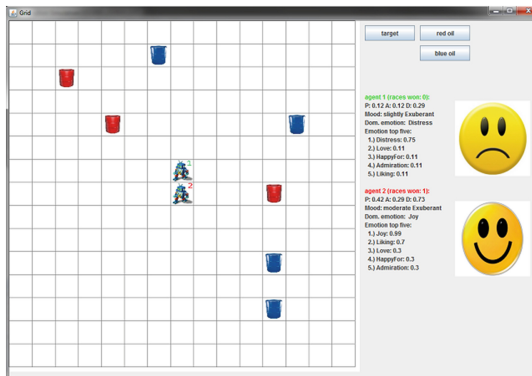 Grid
target
red oil
blue oil
agent 1 (races won: 0):
P: 0.12 A: 0.12 D: 0.29
Mood: slightly Exuberant
Dom. emotion: Distress
Emotion top five:
1.) Distress: 0.75
2.) Love: 0.11
3.) HappyFor: 0.11
4.) Admiration: 0.11
5.) Liking: 0.11
1
2
agent 2 (races won: 1):
P: 0.42 A: 0.29 D: 0.73
Mood: moderate Exuberant
Dom. emotion: Joy
Emotion top five:
1.) Joy: 0.99
2.) Liking: 0.7
3.) Love: 0.3
4.) HappyFor: 0.3
5.) Admiration: 0.3